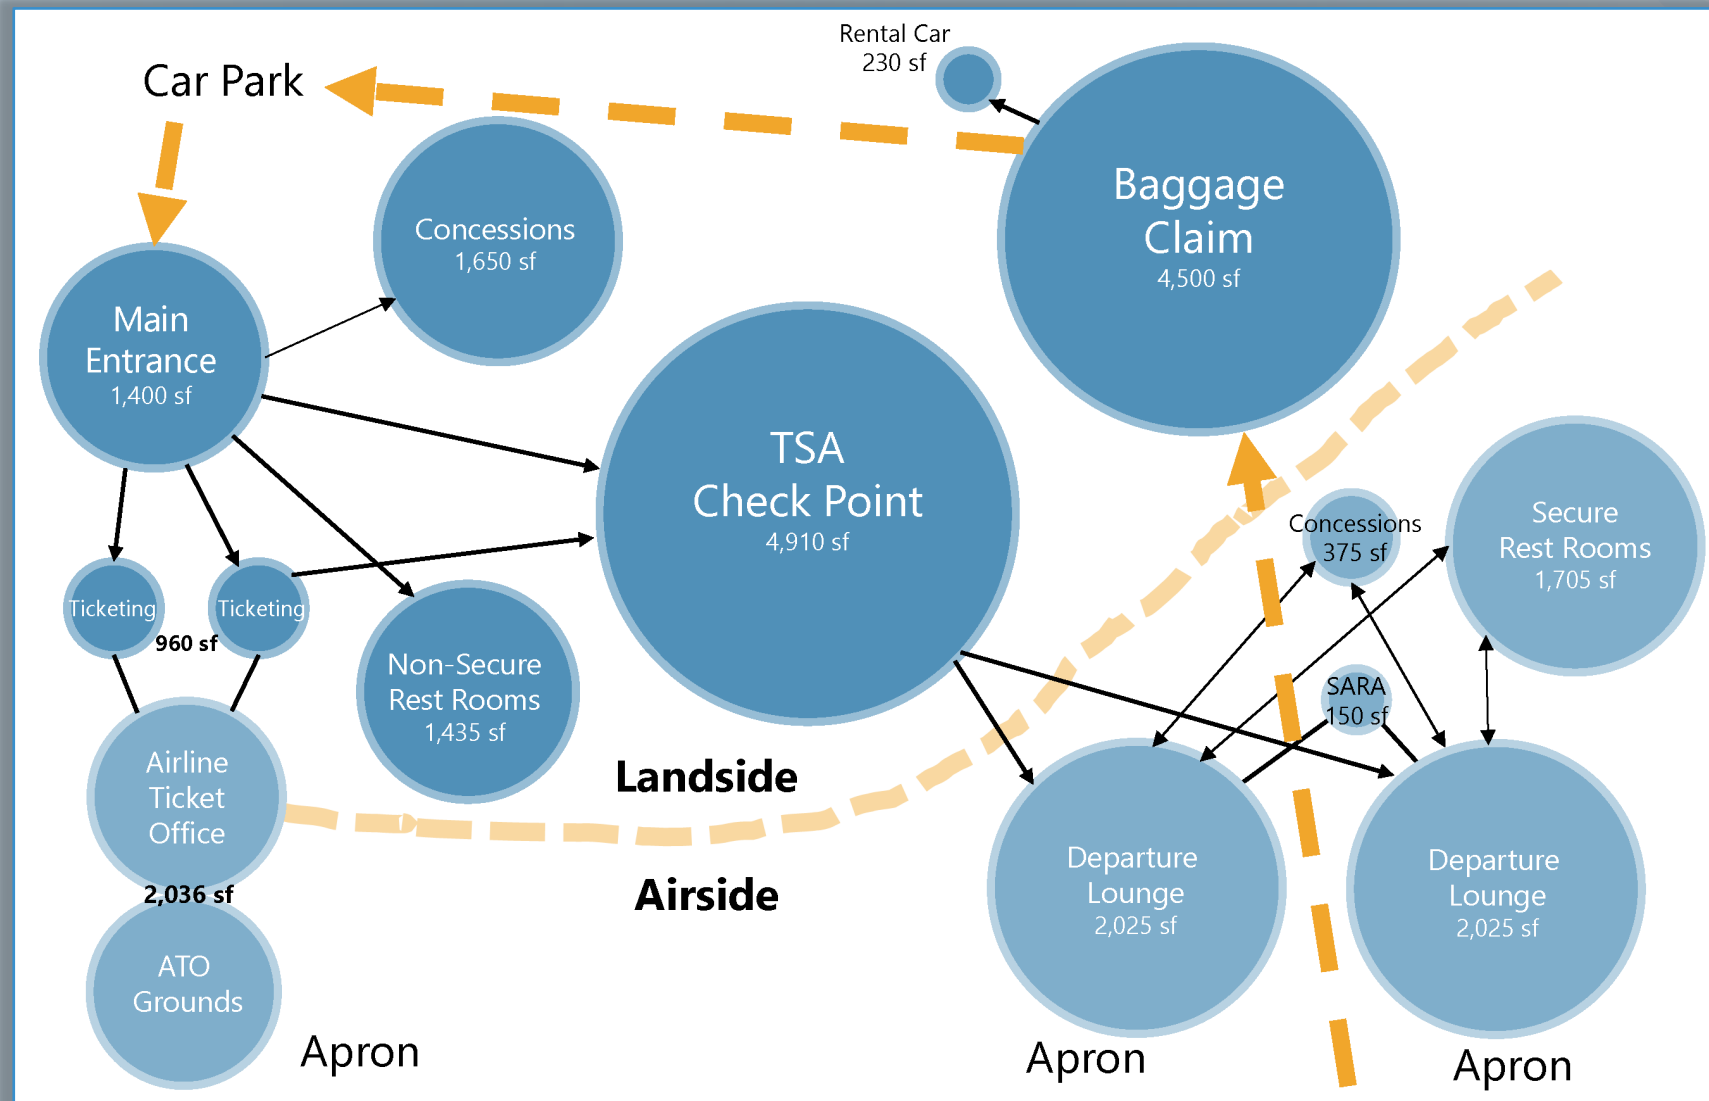 Rental Car
230 sf
Car Park
Baggage
Claim
4,500 sf
Concessions
1,650 sf
Main
Entrance
1,400 sf
TSA
Check Point
4,910 sf
Concessions
375 sf
Secure
Rest Rooms
1,705 sf
Ticketing
Ticketing
960 sf
Non-Secure
Rest Rooms
1,435 sf
SARA
150 sf
Landside
Airline
Ticket
Office
2,036 sf
Airside
Departure
Lounge
2,025 sf
Departure
Lounge
2,025 sf
ATO
Grounds
Apron
Apron
Apron